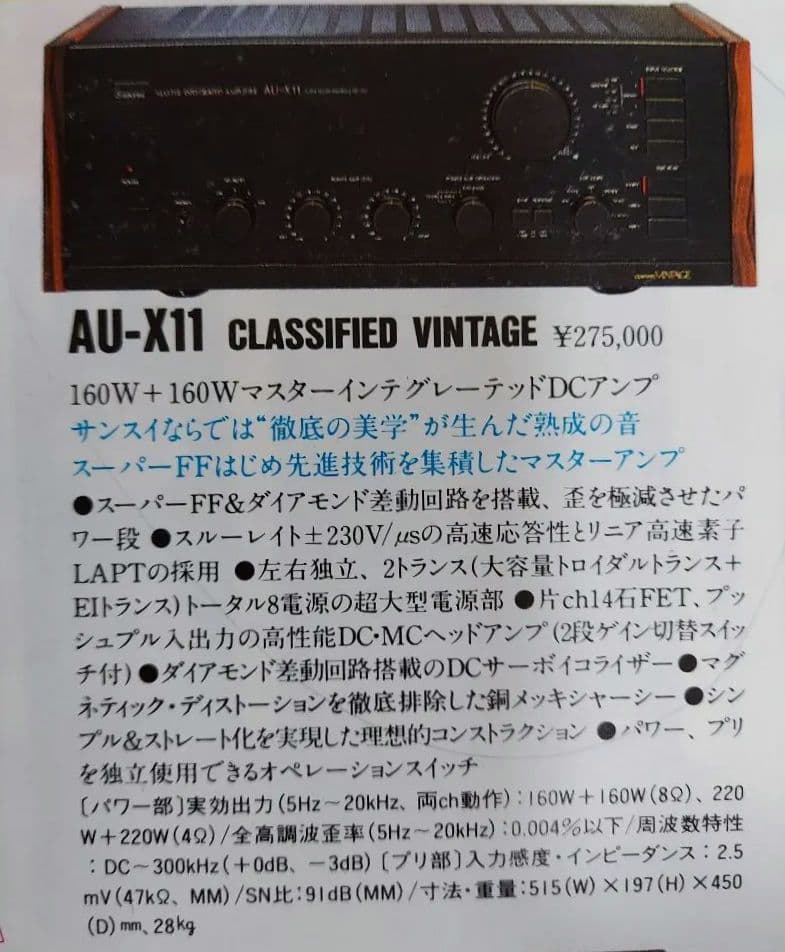 AU-X11
VINTAGE
AU-X11 CLASSIFIED VINTAGE ¥275,000
160W+160WマスターインテグレーテッドDCアンプ
サンスイならでは“徹底の美学”が生んだ熟成の音
スーパーFFはじめ先進技術を集積したマスターアンプ
●スーパーFF&ダイアモンド差動回路を搭載、歪を極減させたパ
ワー段 ●スルーレイト±230V/μsの高速応答性とリニア高速素子
LAPTの採用 ●左右独立、2トランス(大容量トロイダルトランス+
EIトランス)トータル8電源の超大型電源部 ●片ch14石FET、プッ
シュプル入出力の高性能DC・MCヘッドアンプ(2段ゲイン切替スイッ
チ付) ●ダイアモンド差動回路搭載のDCサーボイコライザー ●マグ
ネティック・ディストーションを徹底排除した銅メッキシャーシー ●シン
プル&ストレート化を実現した理想的コンストラクション ●パワー、プリ
を独立使用できるオペレーションスイッチ
〔パワー部〕実効出力(5Hz〜20kHz、両ch動作):160W+160W(8Ω)、220
W+220W(4Ω)/全高調波歪率(5Hz〜20kHz):0.004%以下/周波数特性
:DC〜300kHz(+0dB、−3dB)〔プリ部〕入力感度・インピーダンス:2.5
mV(47kΩ、MM)/SN比:91dB(MM)/寸法・重量:515(W)×197(H)×450
(D)mm、28kg